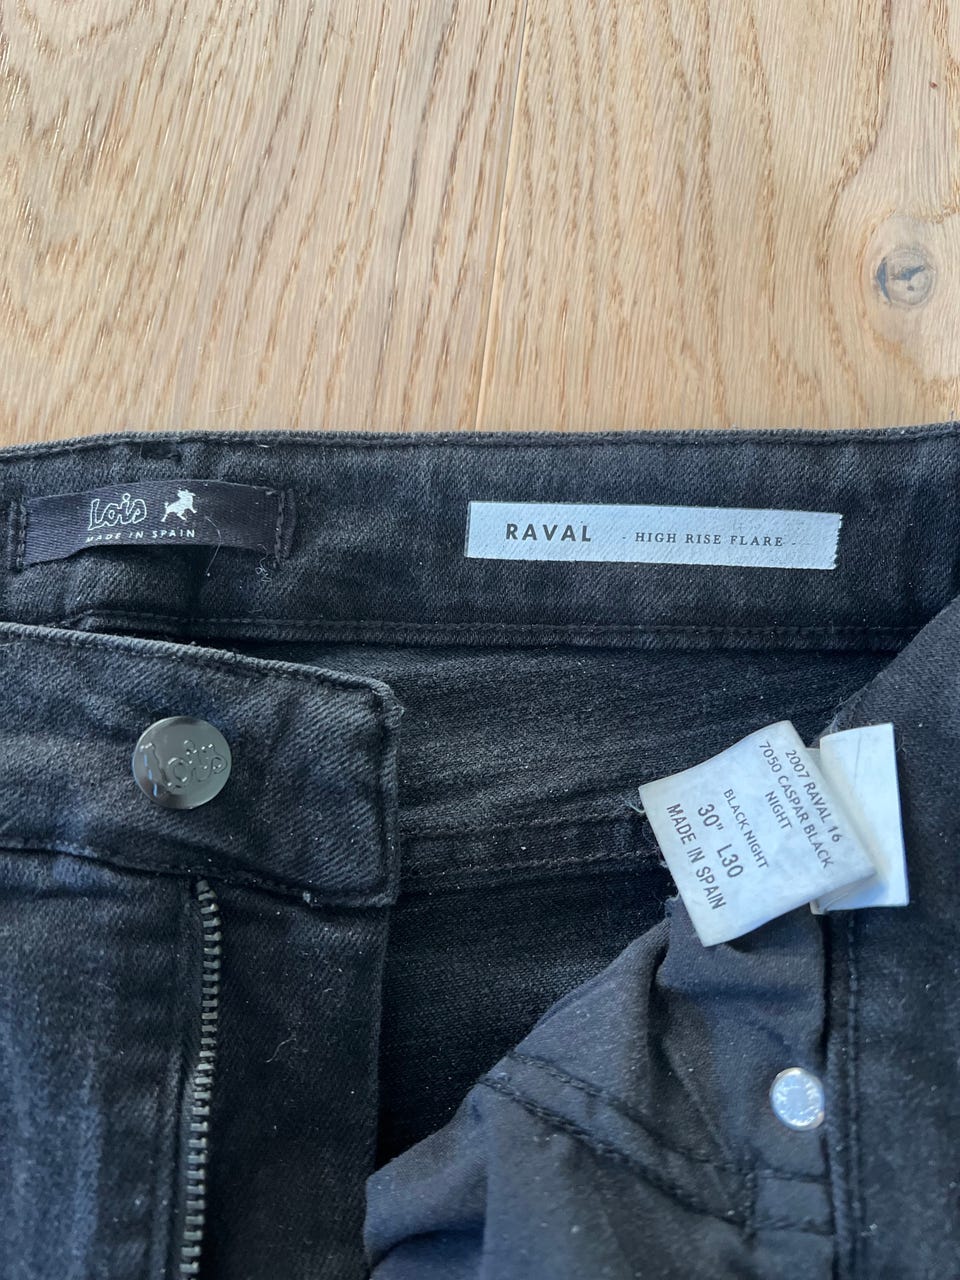 Lois
MADE IN SPAIN
RAVAL - HIGH RISE FLARE -
Lois
2007 RAVAL 16
7050 CASPAR BLACK
NIGHT
BLACK NIGHT
30" L30
MADE IN SPAIN